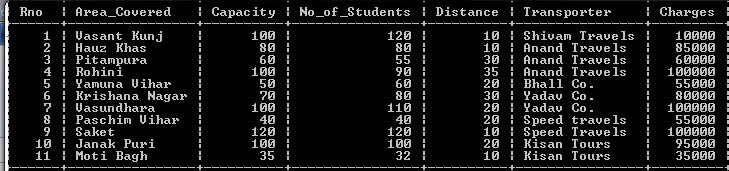 Rno | Area_Covered | Capacity | No_of_Students | Distance | Transporter | Charges
1 | Vasant Kunj | 100 | 120 | 10 | Shivam Travels | 10000
2 | Hauz Khas | 80 | 80 | 10 | Anand Travels | 85000
3 | Pitampura | 60 | 55 | 30 | Anand Travels | 60000
4 | Rohini | 100 | 90 | 35 | Anand Travels | 100000
5 | Yamuna Vihar | 50 | 60 | 20 | Bhall Co. | 55000
6 | Krishana Nagar | 70 | 80 | 30 | Yadav Co. | 80000
7 | Vasundhara | 100 | 110 | 20 | Yadav Co. | 100000
8 | Paschim Vihar | 40 | 40 | 20 | Speed travels | 55000
9 | Saket | 120 | 120 | 10 | Speed Travels | 100000
10 | Janak Puri | 100 | 100 | 20 | Kisan Tours | 95000
11 | Moti Bagh | 35 | 32 | 10 | Kisan Tours | 35000